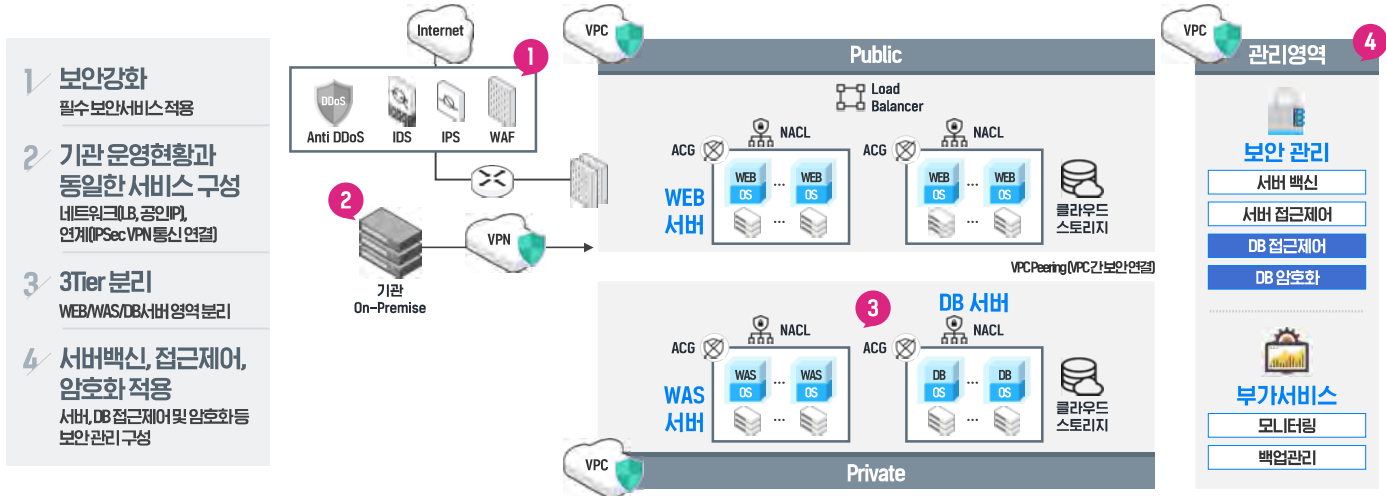 1 보안강화
필수 보안서비스 적용
2 기관 운영현황과
동일한 서비스 구성
네트워크(LB, 공인IP),
연계(IPSec VPN 통신 연결)
3 3Tier 분리
WEB/WAS/DB서버 영역 분리
4 서버백신, 접근제어,
암호화 적용
서버, DB 접근제어 및 암호화 등
보안 관리 구성
Internet
1
DDoS
Anti DDoS IDS IPS WAF
2
기관
On-Premise
VPN
VPC
Public
Load
Balancer
ACG NACL
WEB ... WEB
OS OS
...
WEB
서버
ACG NACL
WEB ... WEB
OS OS
...
클라우드
스토리지
VPC Peering (VPC 간 보안 연결)
3
DB 서버
ACG NACL
WAS ... WAS
OS OS
...
WAS
서버
ACG NACL
DB ... DB
OS OS
...
클라우드
스토리지
VPC
Private
VPC
관리영역
4
보안 관리
서버 백신
서버 접근제어
DB 접근제어
DB 암호화
부가서비스
모니터링
백업관리